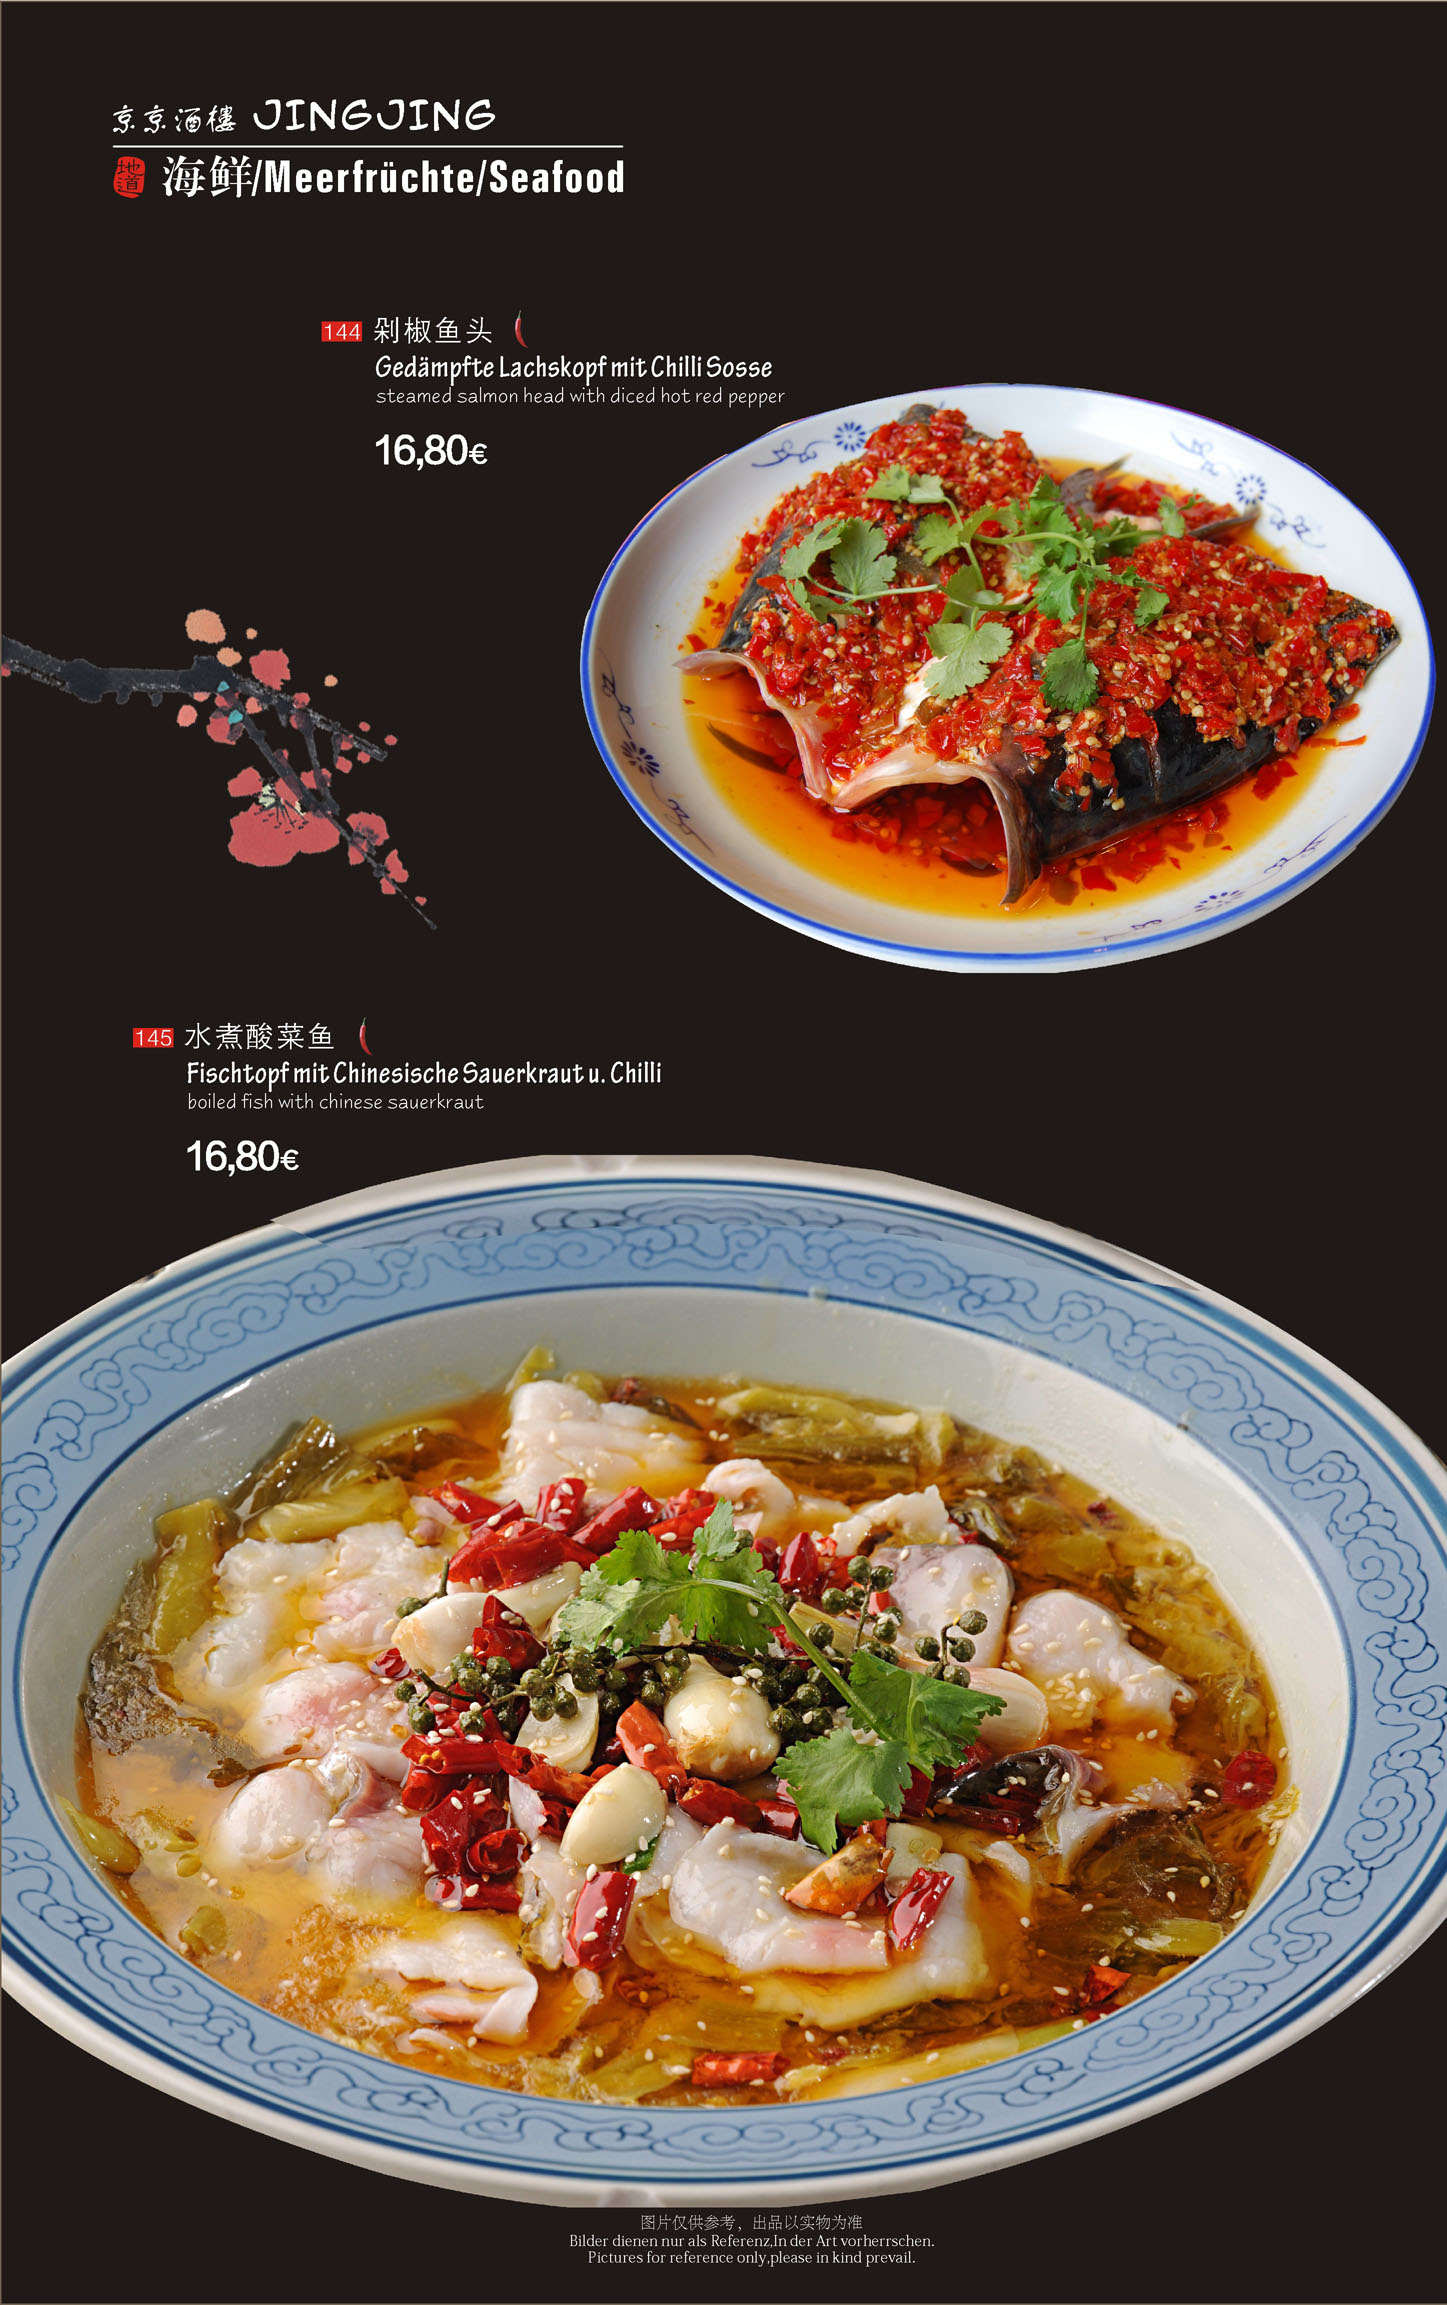 京京酒樓 JINGJING
地道 海鲜/Meerfrüchte/Seafood
144 剁椒鱼头
Gedämpfte Lachskopf mit Chilli Sosse
steamed salmon head with diced hot red pepper
16,80€
145 水煮酸菜鱼
Fischtopf mit Chinesische Sauerkraut u. Chilli
boiled fish with chinese sauerkraut
16,80€
图片仅供参考，出品以实物为准
Bilder dienen nur als Referenz,In der Art vorherrschen.
Pictures for reference only,please in kind prevail.